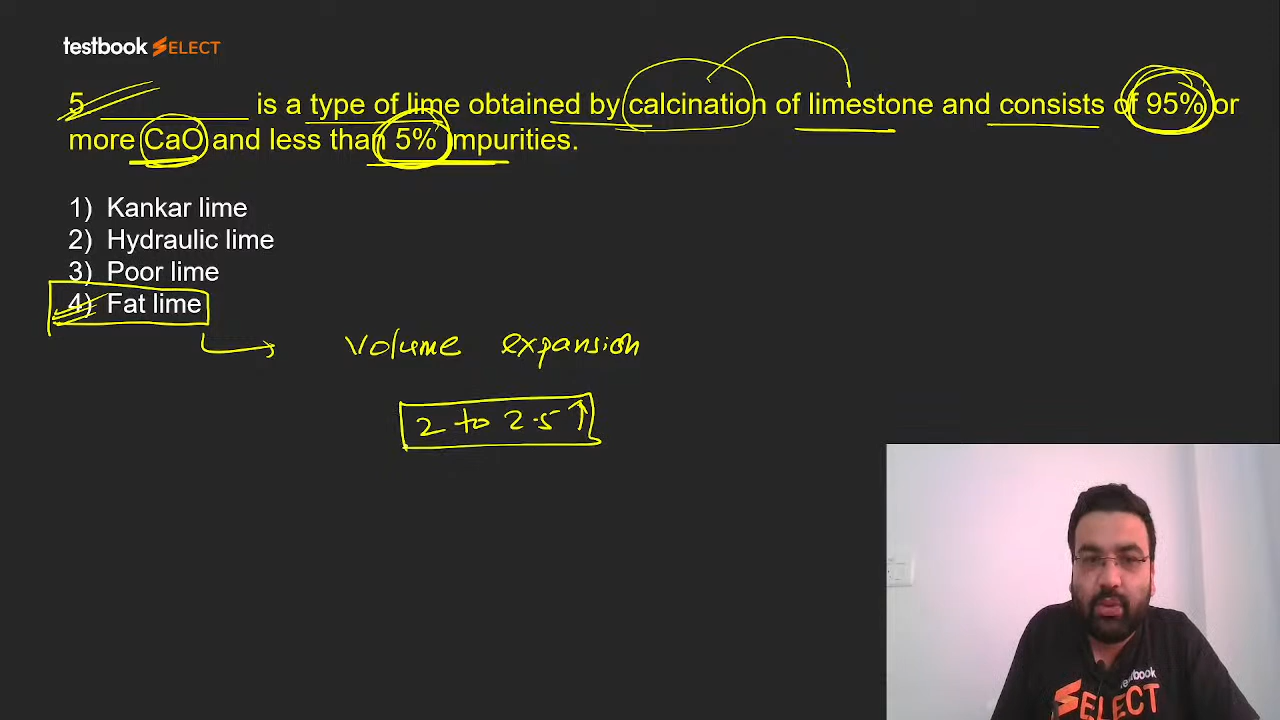 testbook SELECT
5 __________ is a type of lime obtained by calcination of limestone and consists of 95% or
more CaO and less than 5% impurities.
1) Kankar lime
2) Hydraulic lime
3) Poor lime
4) Fat lime
volume expansion
2 to 2.5 ↑
testbook
SELECT